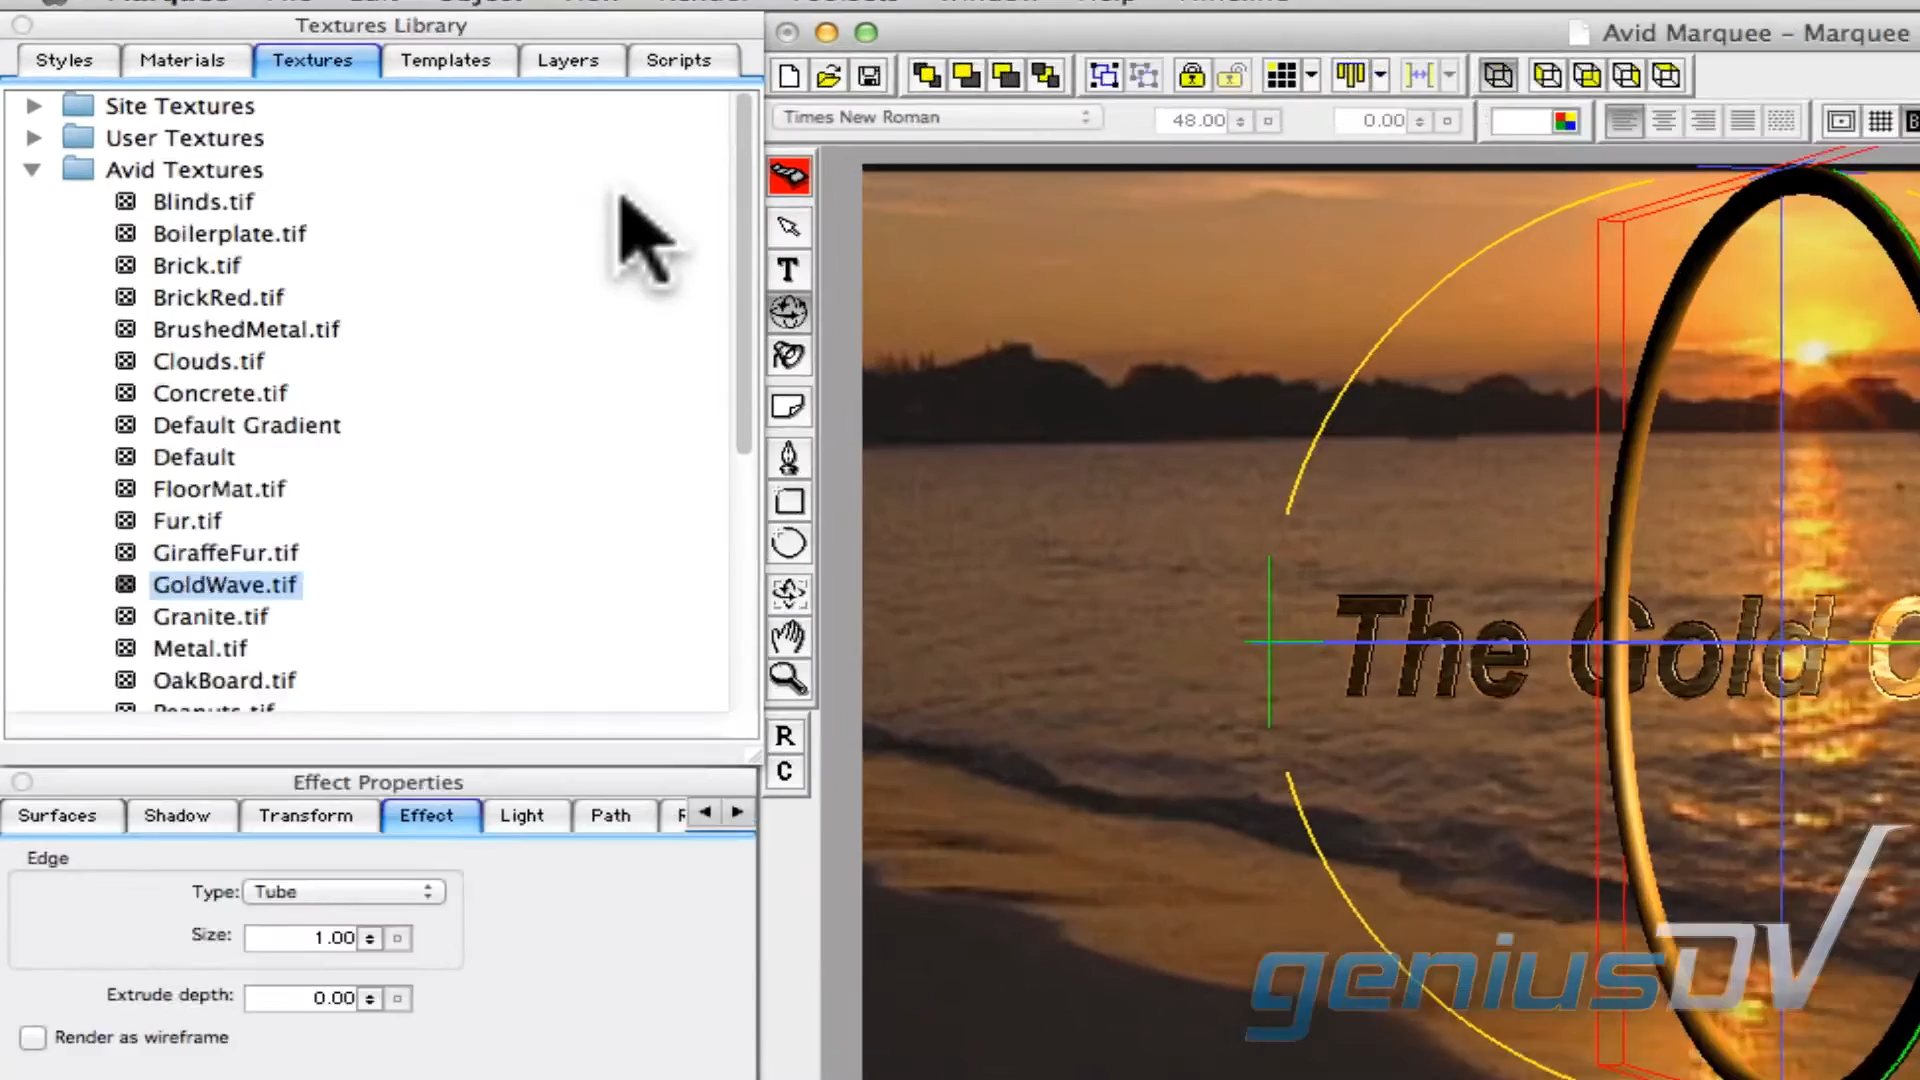 Textures Library
Styles
Materials
Textures
Templates
Layers
Scripts
Site Textures
User Textures
Avid Textures
Blinds.tif
Boilerplate.tif
Brick.tif
BrickRed.tif
BrushedMetal.tif
Clouds.tif
Concrete.tif
Default Gradient
Default
FloorMat.tif
Fur.tif
GiraffeFur.tif
GoldWave.tif
Granite.tif
Metal.tif
OakBoard.tif
Peanuts.tif
Effect Properties
Surfaces
Shadow
Transform
Effect
Light
Path
Edge
Type: Tube
Size: 1.00
Extrude depth: 0.00
Render as wireframe
Avid Marquee - Marquee
Times New Roman
48.00
0.00
T
R
C
The Gold
geniusDV